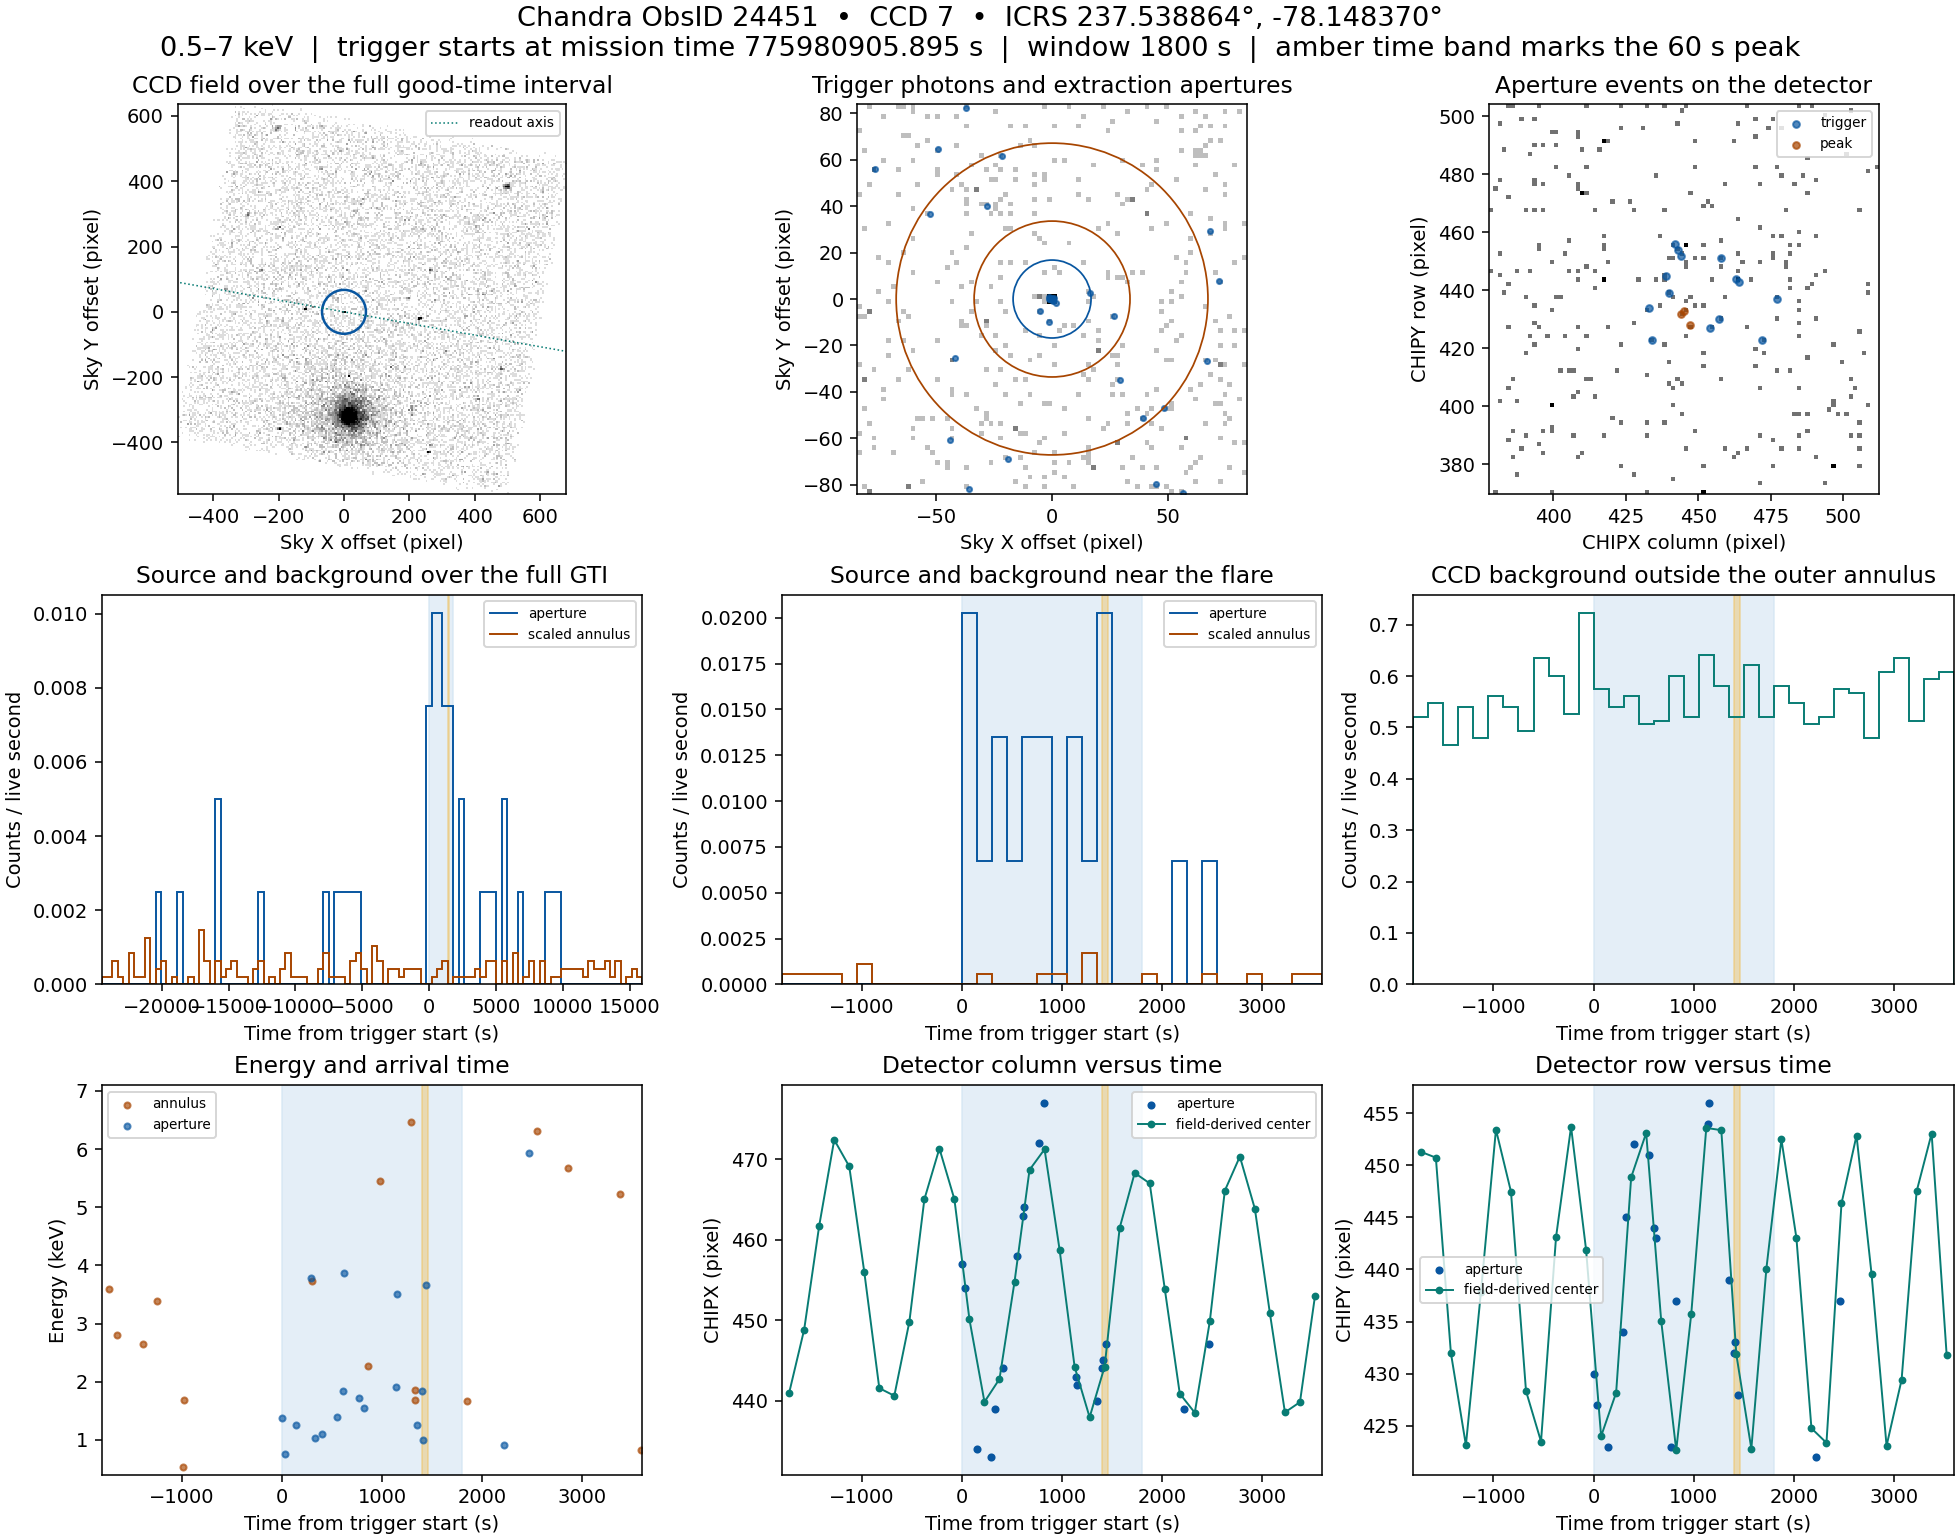 Chandra ObsID 24451 • CCD 7 • ICRS 237.538864°, -78.148370°
0.5–7 keV | trigger starts at mission time 775980905.895 s | window 1800 s | amber time band marks the 60 s peak
CCD field over the full good-time interval
600
400
200
0
−200
−400
−400
−200
0
200
400
600
Sky Y offset (pixel)
Sky X offset (pixel)
readout axis
Trigger photons and extraction apertures
80
60
40
20
0
−20
−40
−60
−80
−50
0
50
Sky Y offset (pixel)
Sky X offset (pixel)
Aperture events on the detector
500
480
460
440
420
400
380
400
425
450
475
500
CHIPY row (pixel)
CHIPX column (pixel)
trigger
peak
Source and background over the full GTI
0.010
0.008
0.006
0.004
0.002
0.000
−20000
−15000
−10000
−5000
0
5000
10000
15000
Counts / live second
Time from trigger start (s)
aperture
scaled annulus
Source and background near the flare
0.0200
0.0175
0.0150
0.0125
0.0100
0.0075
0.0050
0.0025
0.0000
−1000
0
1000
2000
3000
Counts / live second
Time from trigger start (s)
aperture
scaled annulus
CCD background outside the outer annulus
0.7
0.6
0.5
0.4
0.3
0.2
0.1
0.0
−1000
0
1000
2000
3000
Counts / live second
Time from trigger start (s)
Energy and arrival time
7
6
5
4
3
2
1
−1000
0
1000
2000
3000
Energy (keV)
Time from trigger start (s)
annulus
aperture
Detector column versus time
470
460
450
440
−1000
0
1000
2000
3000
CHIPX (pixel)
Time from trigger start (s)
aperture
field-derived center
Detector row versus time
455
450
445
440
435
430
425
−1000
0
1000
2000
3000
CHIPY (pixel)
Time from trigger start (s)
aperture
field-derived center